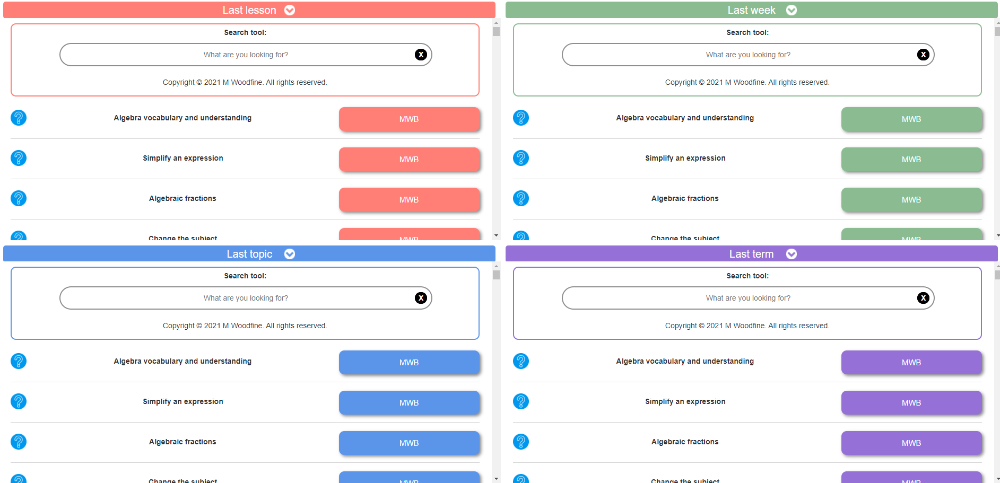 Last lesson
Search tool:
What are you looking for?
X
Copyright © 2021 M Woodfine. All rights reserved.
Algebra vocabulary and understanding
MWB
Simplify an expression
MWB
Algebraic fractions
MWB
Change the subject
MWB
Last week
Search tool:
What are you looking for?
X
Copyright © 2021 M Woodfine. All rights reserved.
Algebra vocabulary and understanding
MWB
Simplify an expression
MWB
Algebraic fractions
MWB
Change the subject
MWB
Last topic
Search tool:
What are you looking for?
X
Copyright © 2021 M Woodfine. All rights reserved.
Algebra vocabulary and understanding
MWB
Simplify an expression
MWB
Algebraic fractions
MWB
Change the subject
MWB
Last term
Search tool:
What are you looking for?
X
Copyright © 2021 M Woodfine. All rights reserved.
Algebra vocabulary and understanding
MWB
Simplify an expression
MWB
Algebraic fractions
MWB
Change the subject
MWB